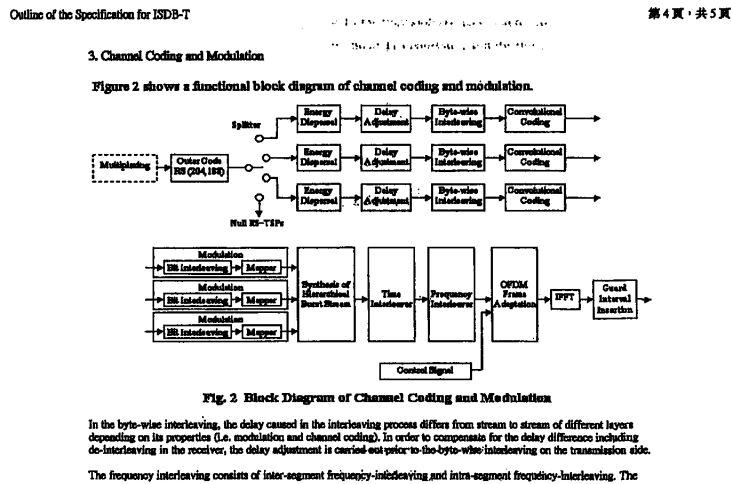 Outline of the Specification for ISDB-T
第 4 頁，共 5 頁
3. Channel Coding and Modulation
Figure 2 shows a functional block diagram of channel coding and modulation.
Splitter
Energy Dispersal
Delay Adjustment
Byte-wise Interleaving
Convolutional Coding
Multiplexing
Outer Code RS (204,188)
Energy Dispersal
Delay Adjustment
Byte-wise Interleaving
Convolutional Coding
Energy Dispersal
Delay Adjustment
Byte-wise Interleaving
Convolutional Coding
Null RS-TSPs
Modulation
Bit Interleaving
Mapper
Modulation
Bit Interleaving
Mapper
Modulation
Bit Interleaving
Mapper
Synthesis of Hierarchical Burst Stream
Time Interleaver
Frequency Interleaver
OFDM Frame Adaptation
IFFT
Guard Interval Insertion
Control Signal
Fig. 2 Block Diagram of Channel Coding and Modulation
In the byte-wise interleaving, the delay caused in the interleaving process differs from stream to stream of different layers
depending on its properties (i.e. modulation and channel coding). In order to compensate for the delay difference including
de-interleaving in the receiver, the delay adjustment is carried out prior to the byte-wise interleaving on the transmission side.
The frequency interleaving consists of inter-segment frequency-interleaving and intra-segment frequency-interleaving. The